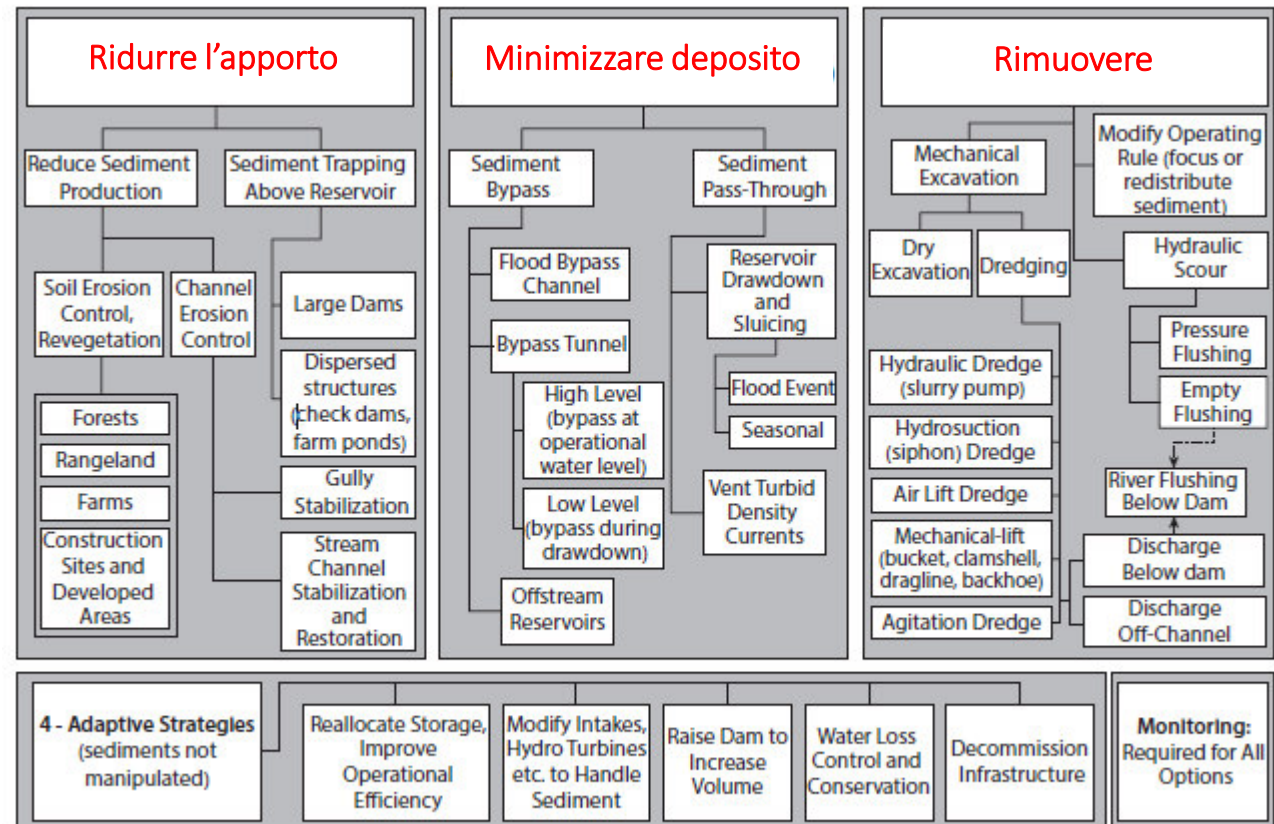 Ridurre l'apporto
Reduce Sediment
Production
Sediment Trapping
Above Reservoir
Soil Erosion
Control,
Revegetation
Channel
Erosion
Control
Large Dams
Dispersed
structures
(check dams,
farm ponds)
Forests
Rangeland
Farms
Construction
Sites and
Developed
Areas
Gully
Stabilization
Stream
Channel
Stabilization
and
Restoration
Minimizzare deposito
Sediment
Bypass
Sediment
Pass-Through
Flood Bypass
Channel
Bypass Tunnel
High Level
(bypass at
operational
water level)
Low Level
(bypass during
drawdown)
Offstream
Reservoirs
Reservoir
Drawdown
and
Sluicing
Flood Event
Seasonal
Vent Turbid
Density
Currents
Rimuovere
Mechanical
Excavation
Modify Operating
Rule (focus or
redistribute
sediment)
Dry
Excavation
Dredging
Hydraulic
Scour
Pressure
Flushing
Empty
Flushing
Hydraulic Dredge
(slurry pump)
Hydrosuction
(siphon) Dredge
Air Lift Dredge
Mechanical-lift
(bucket, clamshell,
dragline, backhoe)
Agitation Dredge
River Flushing
Below Dam
Discharge
Below dam
Discharge
Off-Channel
4 - Adaptive Strategies
(sediments not
manipulated)
Reallocate Storage,
Improve
Operational
Efficiency
Modify Intakes,
Hydro Turbines
etc. to Handle
Sediment
Raise Dam to
Increase
Volume
Water Loss
Control and
Conservation
Decommission
Infrastructure
Monitoring:
Required for All
Options